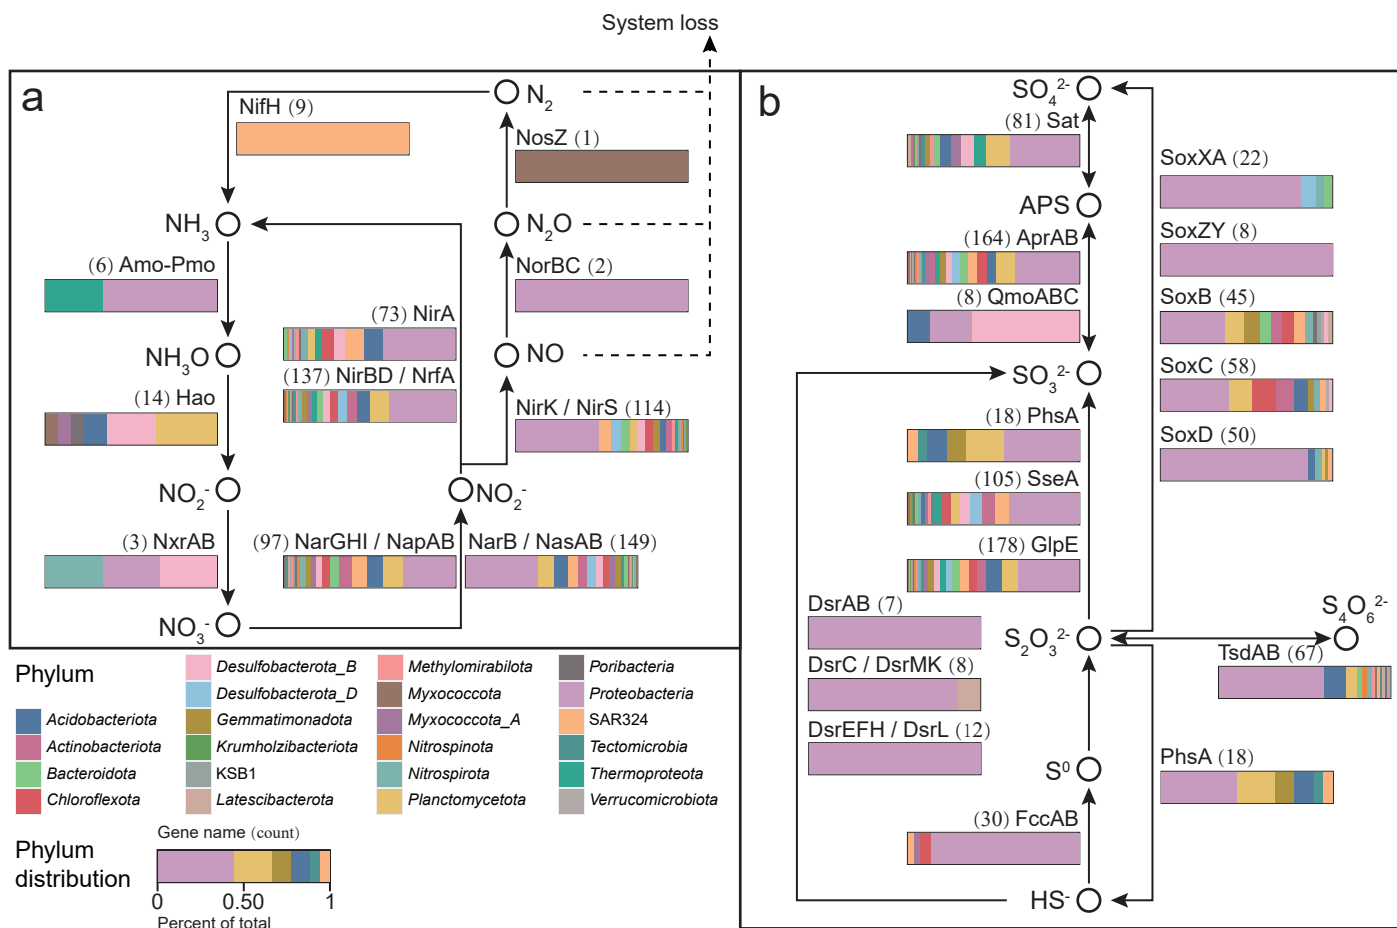 System loss
a
NifH (9)
N₂
NosZ (1)
NH₃
N₂O
(6) Amo-Pmo
NorBC (2)
(73) NirA
NH₃O
NO
(137) NirBD / NrfA
(14) Hao
NirK / NirS (114)
NO₂⁻
NO₂⁻
(3) NxrAB
(97) NarGHI / NapAB
NarB / NasAB (149)
NO₃⁻
b
SO₄²⁻
(81) Sat
SoxXA (22)
APS
(164) AprAB
SoxZY (8)
(8) QmoABC
SoxB (45)
SO₃²⁻
SoxC (58)
(18) PhsA
SoxD (50)
(105) SseA
(178) GlpE
DsrAB (7)
S₂O₃²⁻
S₄O₆²⁻
TsdAB (67)
DsrC / DsrMK (8)
DsrEFH / DsrL (12)
PhsA (18)
S⁰
(30) FccAB
HS⁻
Phylum
Acidobacteriota
Actinobacteriota
Bacteroidota
Chloroflexota
Desulfobacterota_B
Desulfobacterota_D
Gemmatimonadota
Krumholzibacteriota
KSB1
Latescibacterota
Methylomirabilota
Myxococcota
Myxococcota_A
Nitrospinota
Nitrospirota
Planctomycetota
Poribacteria
Proteobacteria
SAR324
Tectomicrobia
Thermoproteota
Verrucomicrobiota
Phylum
distribution
Gene name (count)
0 0.50 1
Percent of total